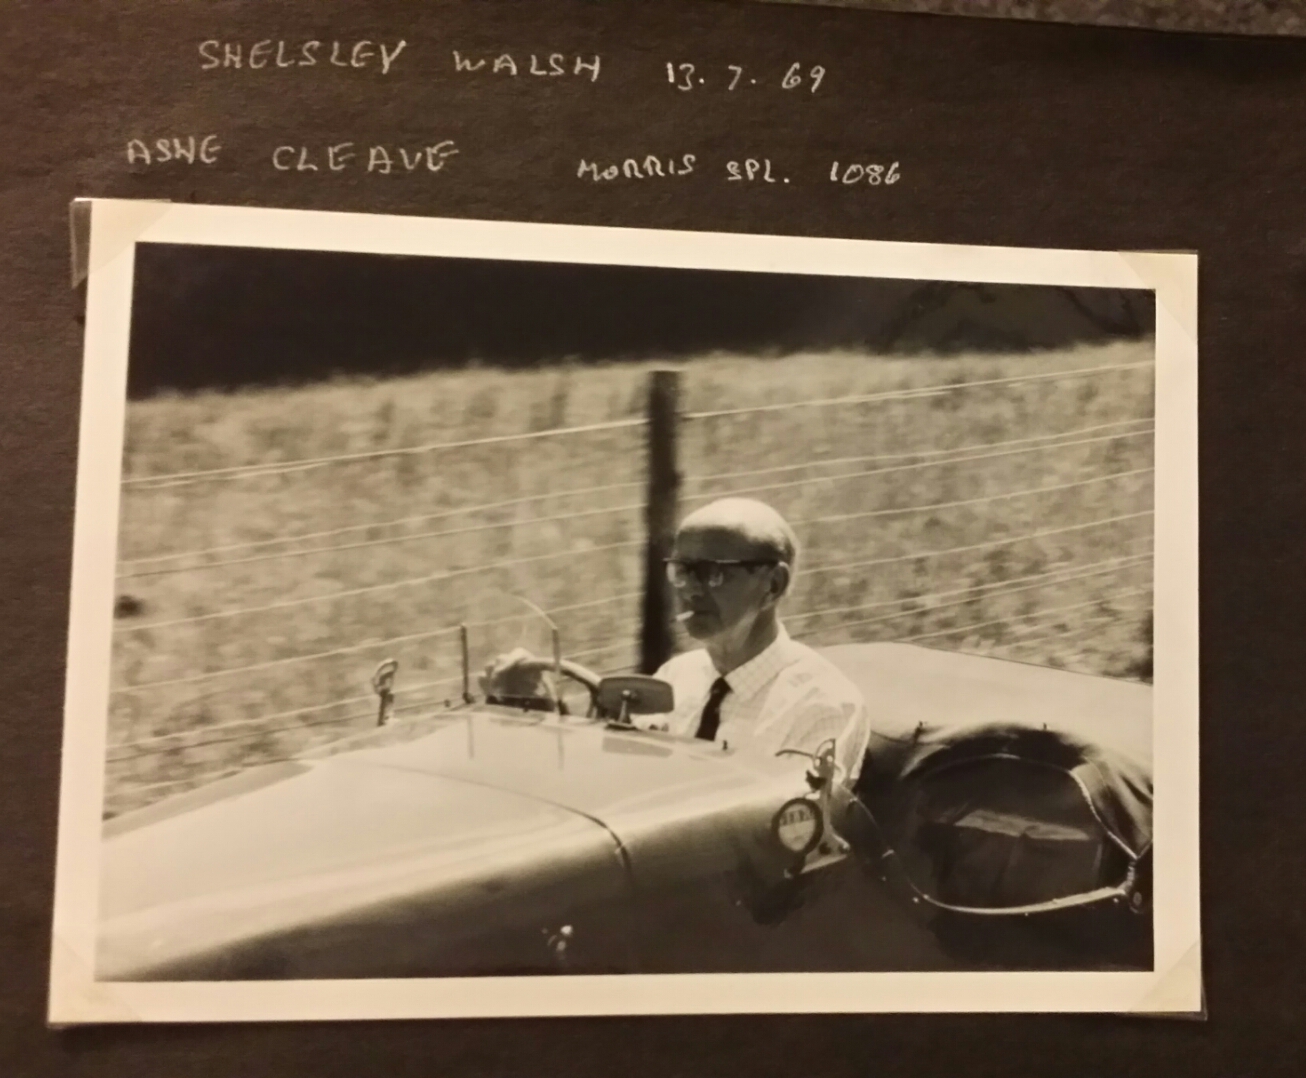 SHELSLEY WALSH 13.7.69
ASHE CLEAVE MORRIS SPL. 1086